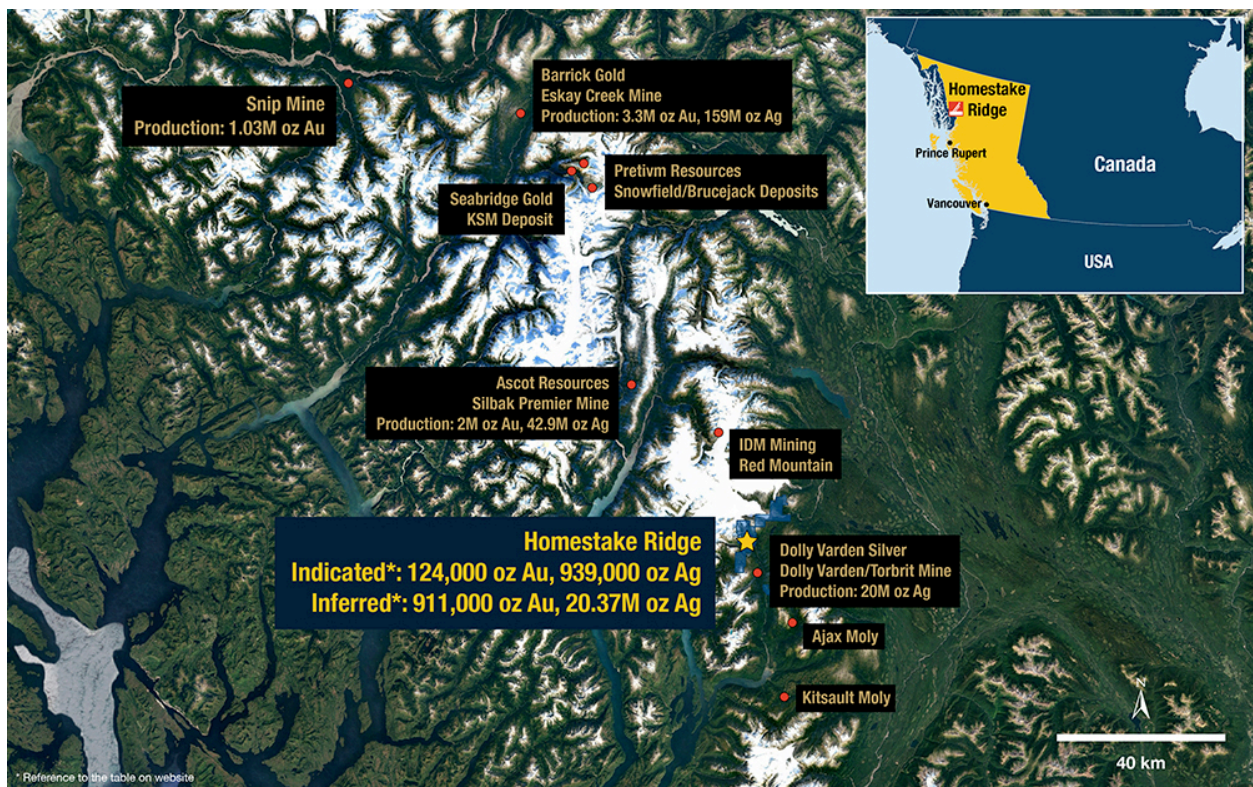 Snip Mine
Production: 1.03M oz Au
Barrick Gold
Eskay Creek Mine
Production: 3.3M oz Au, 159M oz Ag
Pretivm Resources
Snowfield/Brucejack Deposits
Seabridge Gold
KSM Deposit
Homestake
Ridge
Prince Rupert
Canada
Vancouver
USA
Ascot Resources
Silbak Premier Mine
Production: 2M oz Au, 42.9M oz Ag
IDM Mining
Red Mountain
Homestake Ridge
Indicated*: 124,000 oz Au, 939,000 oz Ag
Inferred*: 911,000 oz Au, 20.37M oz Ag
Dolly Varden Silver
Dolly Varden/Torbrit Mine
Production: 20M oz Ag
Ajax Moly
Kitsault Moly
N
40 km
* Reference to the table on website